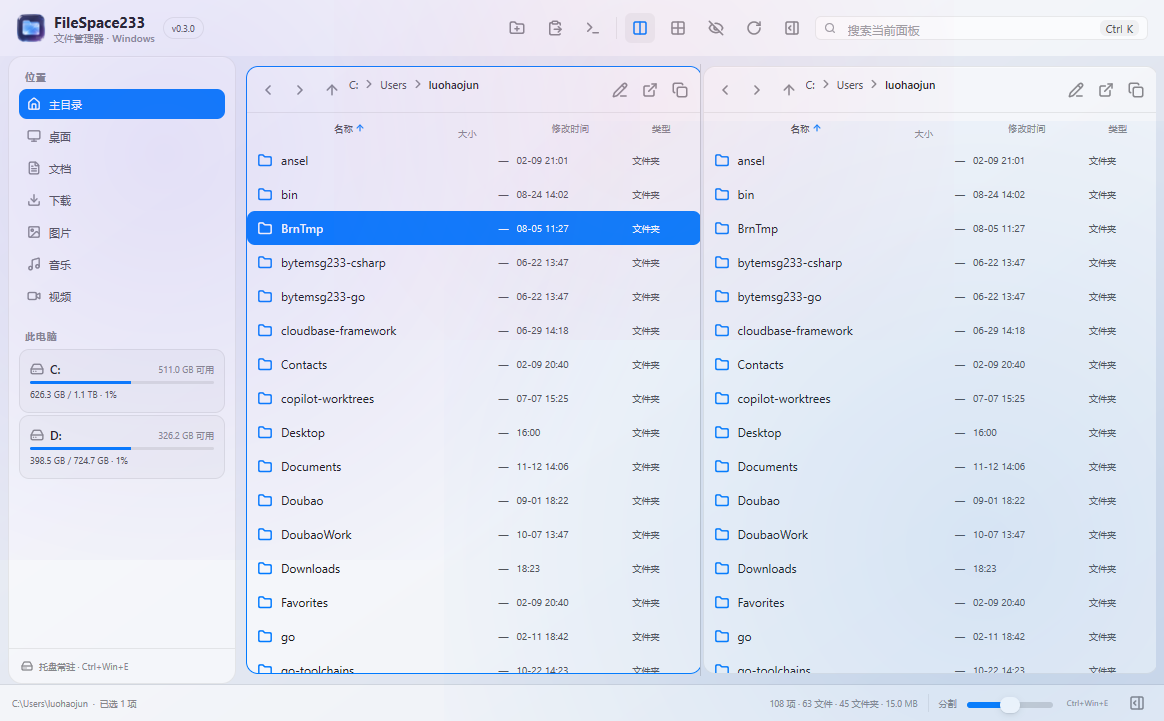 FileSpace233
文件管理器 · Windows
v0.3.0
搜索当前面板
Ctrl K
位置
主目录
桌面
文档
下载
图片
音乐
视频
此电脑
C: 511.0 GB 可用
626.3 GB / 1.1 TB · 1%
D: 326.2 GB 可用
398.5 GB / 724.7 GB · 1%
托盘常驻 · Ctrl+Win+E
C: Users luohaojun
名称 大小 修改时间 类型
ansel — 02-09 21:01 文件夹
bin — 08-24 14:02 文件夹
BrnTmp — 08-05 11:27 文件夹
bytemsg233-csharp — 06-22 13:47 文件夹
bytemsg233-go — 06-22 13:47 文件夹
cloudbase-framework — 06-29 14:18 文件夹
Contacts — 02-09 20:40 文件夹
copilot-worktrees — 07-07 15:25 文件夹
Desktop — 16:00 文件夹
Documents — 11-12 14:06 文件夹
Doubao — 09-01 18:22 文件夹
DoubaoWork — 10-07 13:47 文件夹
Downloads — 18:23 文件夹
Favorites — 02-09 20:40 文件夹
go — 02-11 18:42 文件夹
go-toolchains — 10-22 14:23 文件夹
C: Users luohaojun
名称 大小 修改时间 类型
ansel — 02-09 21:01 文件夹
bin — 08-24 14:02 文件夹
BrnTmp — 08-05 11:27 文件夹
bytemsg233-csharp — 06-22 13:47 文件夹
bytemsg233-go — 06-22 13:47 文件夹
cloudbase-framework — 06-29 14:18 文件夹
Contacts — 02-09 20:40 文件夹
copilot-worktrees — 07-07 15:25 文件夹
Desktop — 16:00 文件夹
Documents — 11-12 14:06 文件夹
Doubao — 09-01 18:22 文件夹
DoubaoWork — 10-07 13:47 文件夹
Downloads — 18:23 文件夹
Favorites — 02-09 20:40 文件夹
go — 02-11 18:42 文件夹
go-toolchains — 10-22 14:23 文件夹
C:\Users\luohaojun · 已选 1 项
108 项 · 63 文件 · 45 文件夹 · 15.0 MB
分割
Ctrl+Win+E